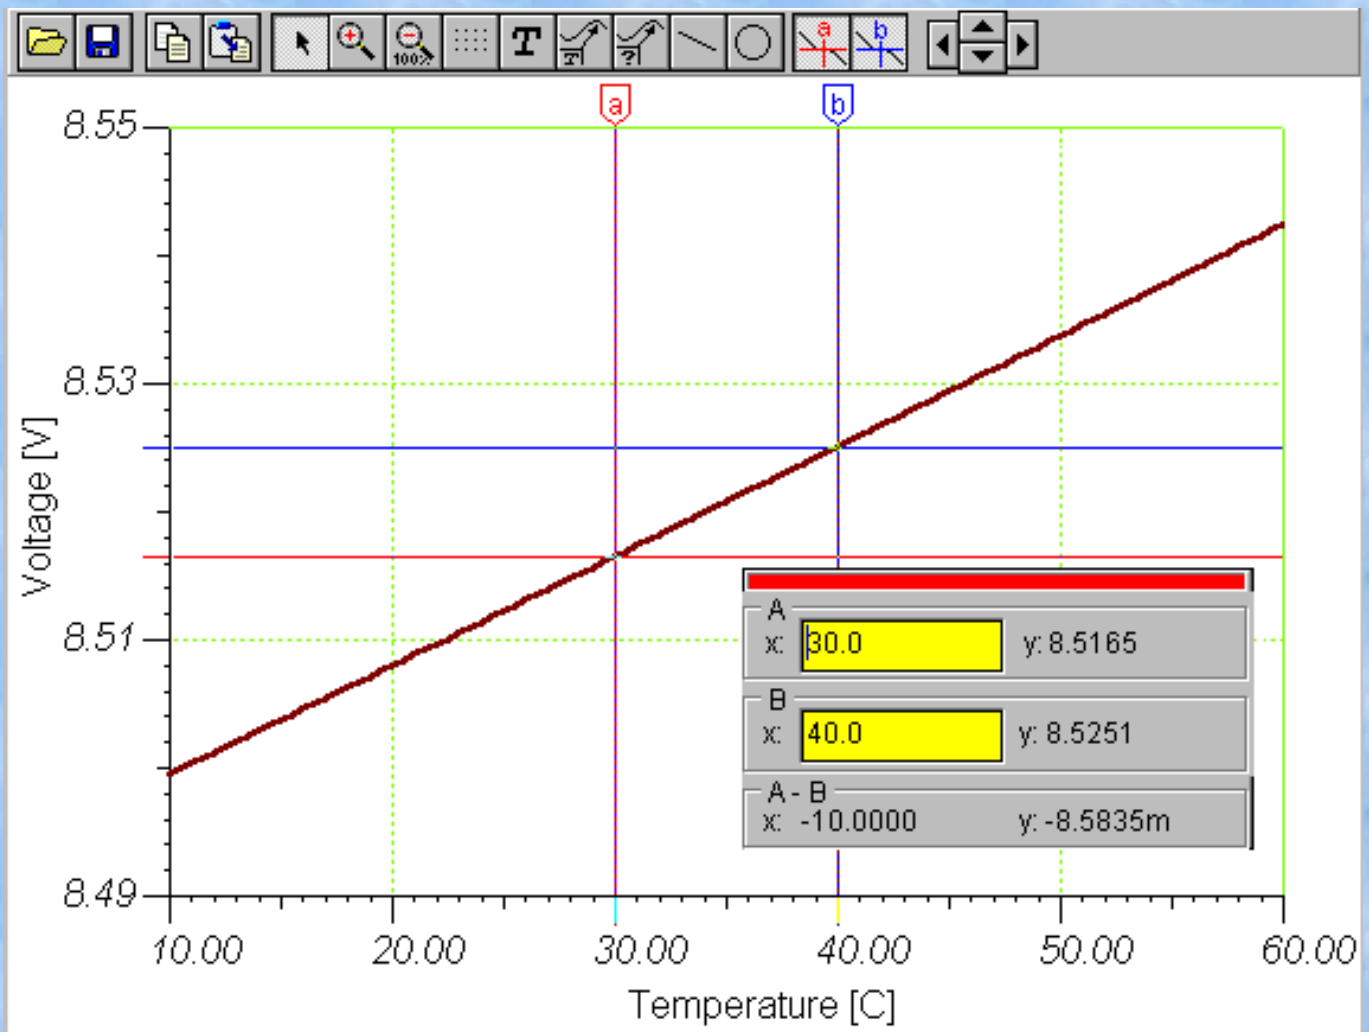 100%
T
T
?
a
b
a
b
8.55
8.53
8.51
8.49
Voltage [V]
10.00 20.00 30.00 40.00 50.00 60.00
Temperature [C]
A
x: 30.0 y: 8.5165
B
x: 40.0 y: 8.5251
A - B
x: -10.0000 y: -8.5835m